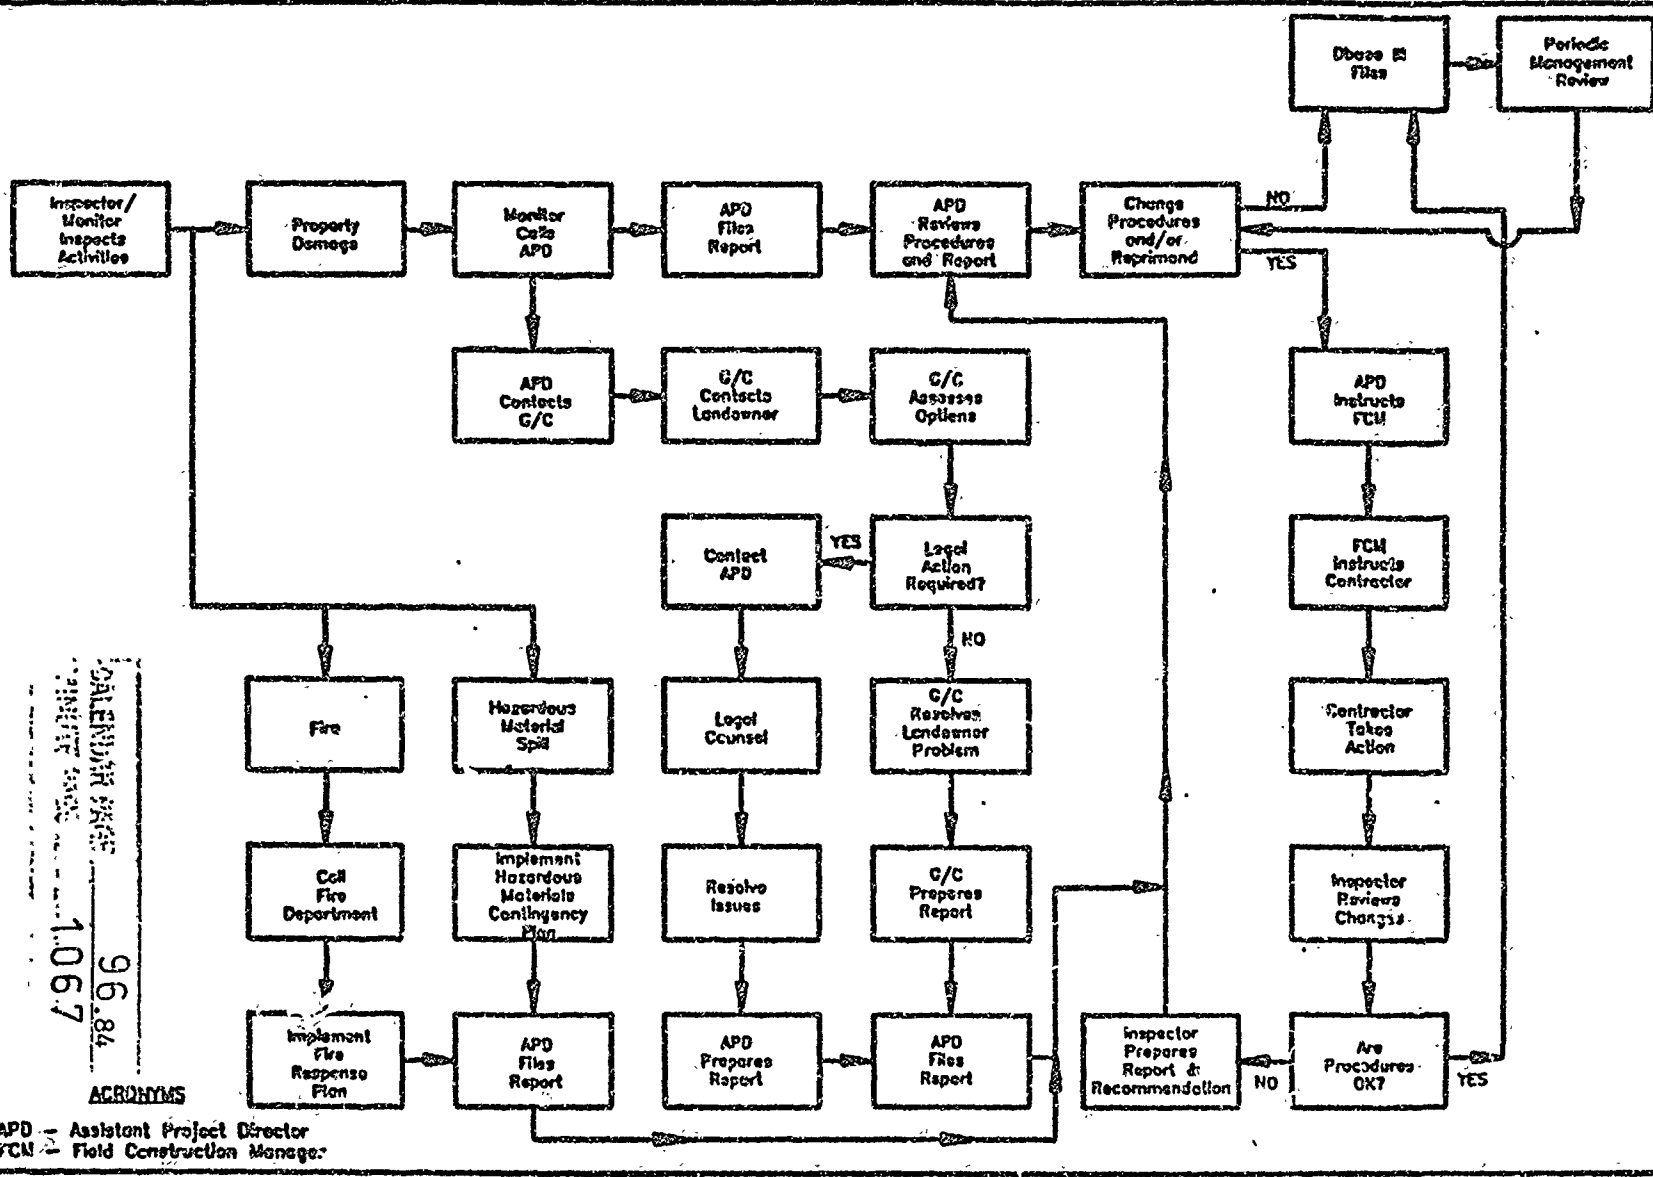 Dbase III
Files
Periodic
Management
Review
Inspector/
Monitor
Inspects
Activities
Property
Damage
Monitor
Calls
APD
APD
Files
Report
APD
Reviews
Procedures
and Report
Change
Procedures
and/or
Reprimand
NO
YES
APD
Contacts
G/C
G/C
Contacts
Landowner
G/C
Assesses
Options
APD
Instructs
FCM
Contact
APD
YES
Legal
Action
Required?
NO
FCM
Instructs
Contractor
Fire
Hazardous
Material
Spill
Legal
Counsel
G/C
Resolves
Landowner
Problem
Contractor
Takes
Action
Call
Fire
Department
Implement
Hazardous
Materials
Contingency
Plan
Resolve
Issues
G/C
Prepares
Report
Inspector
Reviews
Changes
Implement
Fire
Response
Plan
APD
Files
Report
APD
Prepares
Report
APD
Files
Report
Inspector
Prepares
Report &
Recommendation
NO
Are
Procedures
OK?
YES
CALENDAR PAGE 96.84
1067
ACRONYMS
APD – Assistant Project Director
FCM – Field Construction Manager